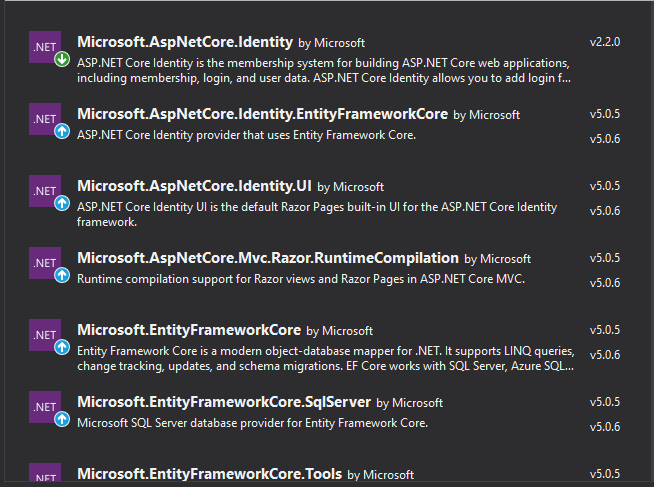 .NET
Microsoft.AspNetCore.Identity by Microsoft
v2.2.0
ASP.NET Core Identity is the membership system for building ASP.NET Core web applications,
including membership, login, and user data. ASP.NET Core Identity allows you to add login f...
.NET
Microsoft.AspNetCore.Identity.EntityFrameworkCore by Microsoft
v5.0.5
ASP.NET Core Identity provider that uses Entity Framework Core.
v5.0.6
.NET
Microsoft.AspNetCore.Identity.UI by Microsoft
v5.0.5
ASP.NET Core Identity UI is the default Razor Pages built-in UI for the ASP.NET Core Identity
framework.
v5.0.6
.NET
Microsoft.AspNetCore.Mvc.Razor.RuntimeCompilation by Microsoft
v5.0.5
Runtime compilation support for Razor views and Razor Pages in ASP.NET Core MVC.
v5.0.6
.NET
Microsoft.EntityFrameworkCore by Microsoft
v5.0.5
Entity Framework Core is a modern object-database mapper for .NET. It supports LINQ queries,
change tracking, updates, and schema migrations. EF Core works with SQL Server, Azure SQL...
v5.0.6
.NET
Microsoft.EntityFrameworkCore.SqlServer by Microsoft
v5.0.5
Microsoft SQL Server database provider for Entity Framework Core.
v5.0.6
.NET
Microsoft.EntityFrameworkCore.Tools by Microsoft
v5.0.5